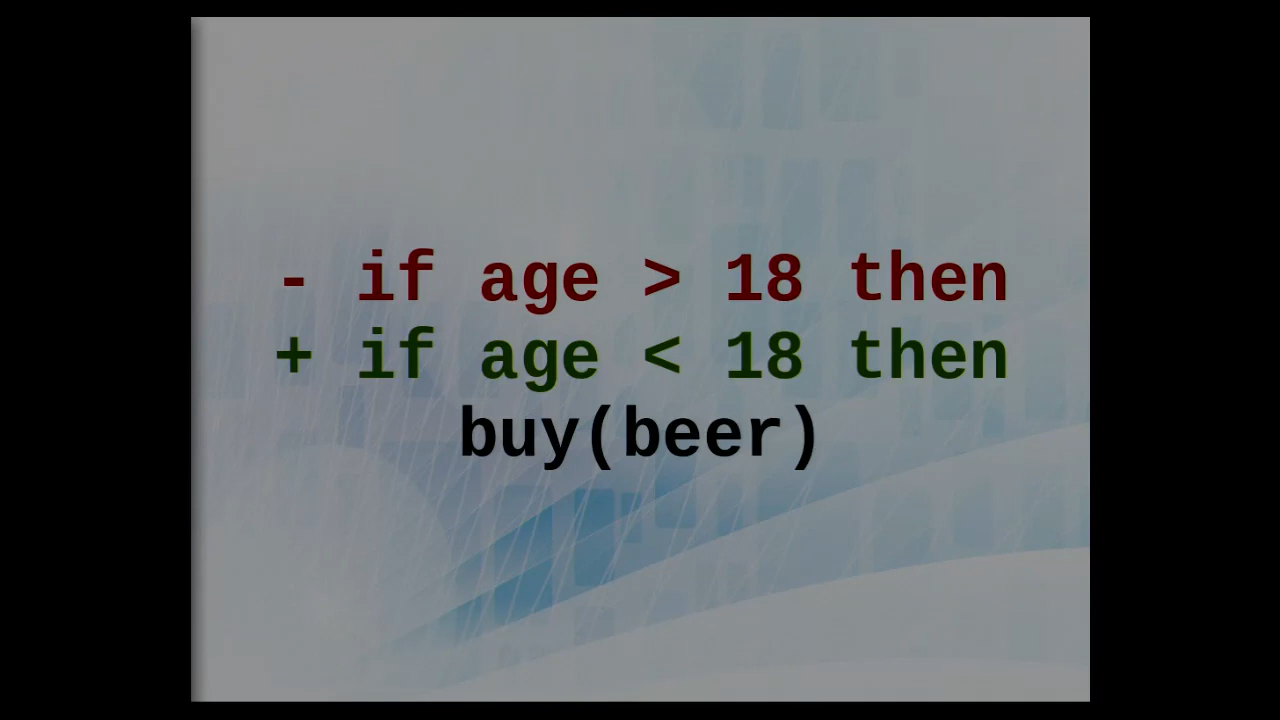 - if age > 18 then
+ if age < 18 then
buy(beer)